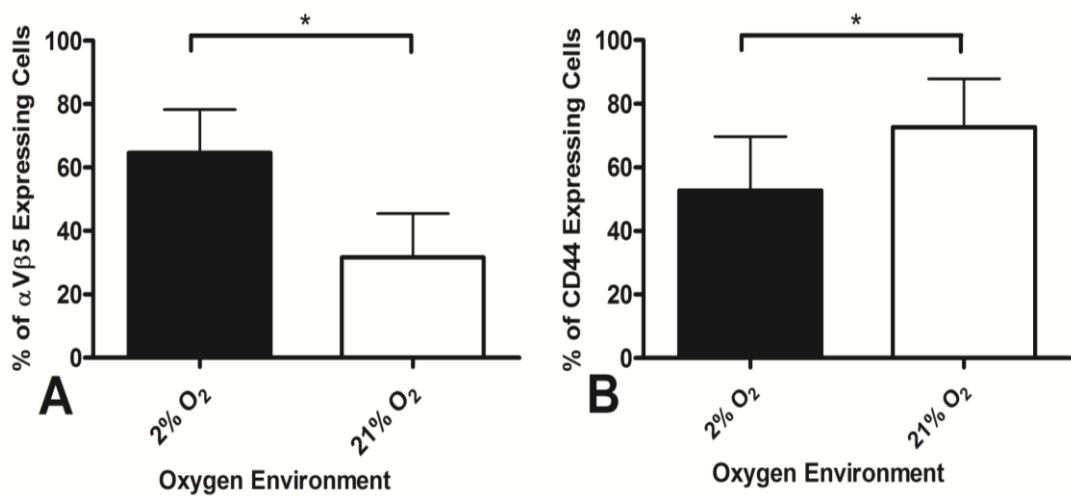 *
% of αVβ5 Expressing Cells
100
80
60
40
20
0
2% O₂
21% O₂
Oxygen Environment
A
*
% of CD44 Expressing Cells
100
80
60
40
20
0
2% O₂
21% O₂
Oxygen Environment
B